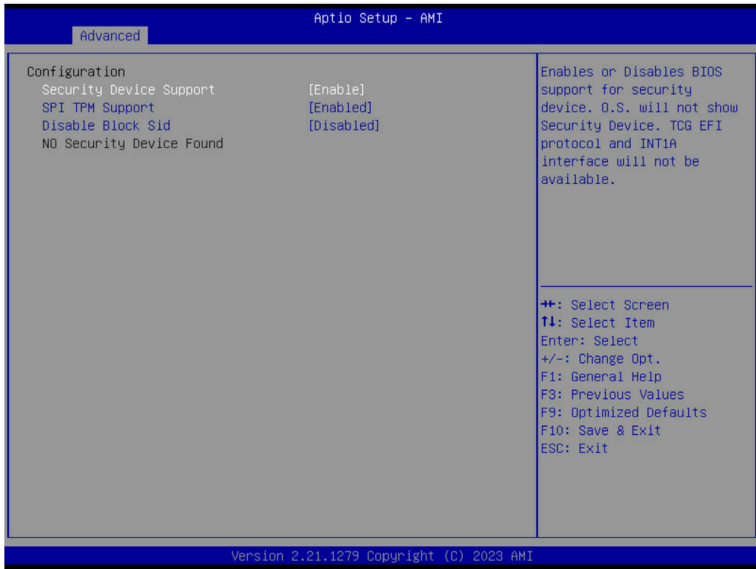 Aptio Setup – AMI
Advanced
Configuration
Security Device Support [Enable]
SPI TPM Support [Enabled]
Disable Block Sid [Disabled]
NO Security Device Found
Enables or Disables BIOS
support for security
device. O.S. will not show
Security Device. TCG EFI
protocol and INT1A
interface will not be
available.
→←: Select Screen
↑↓: Select Item
Enter: Select
+/-: Change Opt.
F1: General Help
F3: Previous Values
F9: Optimized Defaults
F10: Save & Exit
ESC: Exit
Version 2.21.1279 Copyright (C) 2023 AMI